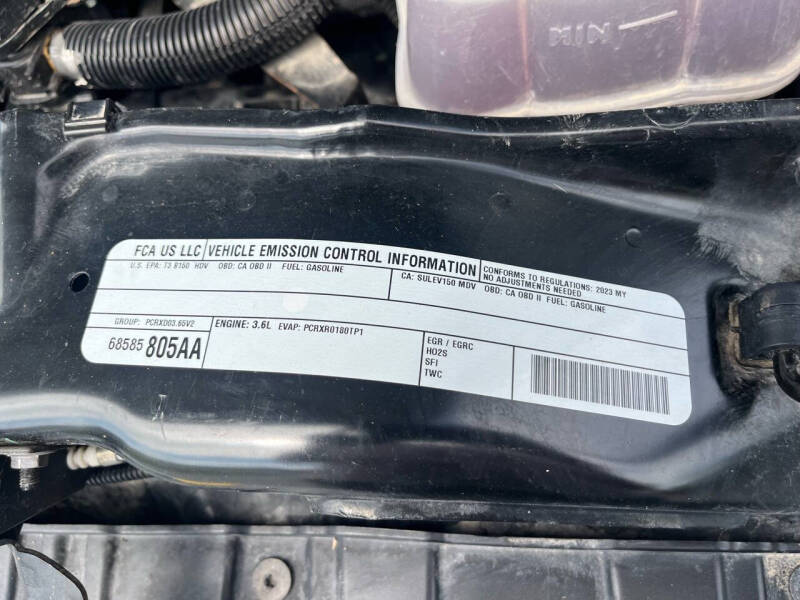 MIN
FCA US LLC VEHICLE EMISSION CONTROL INFORMATION
CONFORMS TO REGULATIONS: 2023 MY
NO ADJUSTMENTS NEEDED
U.S. EPA: T3 B150 HDV OBD: CA OBD II FUEL: GASOLINE
CA: SULEV150 MDV OBD: CA OBD II FUEL: GASOLINE
GROUP: PCRXD03.65V2
ENGINE: 3.6L EVAP: PCRXR0180TP1
68585 805AA
EGR / EGRC
HO2S
SFI
TWC